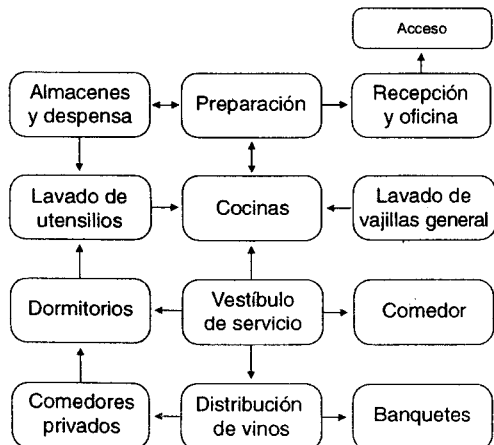 Acceso
Almacenes
y despensa
Preparación
Recepción
y oficina
Lavado de
utensilios
Cocinas
Lavado de
vajillas general
Dormitorios
Vestíbulo
de servicio
Comedor
Comedores
privados
Distribución
de vinos
Banquetes